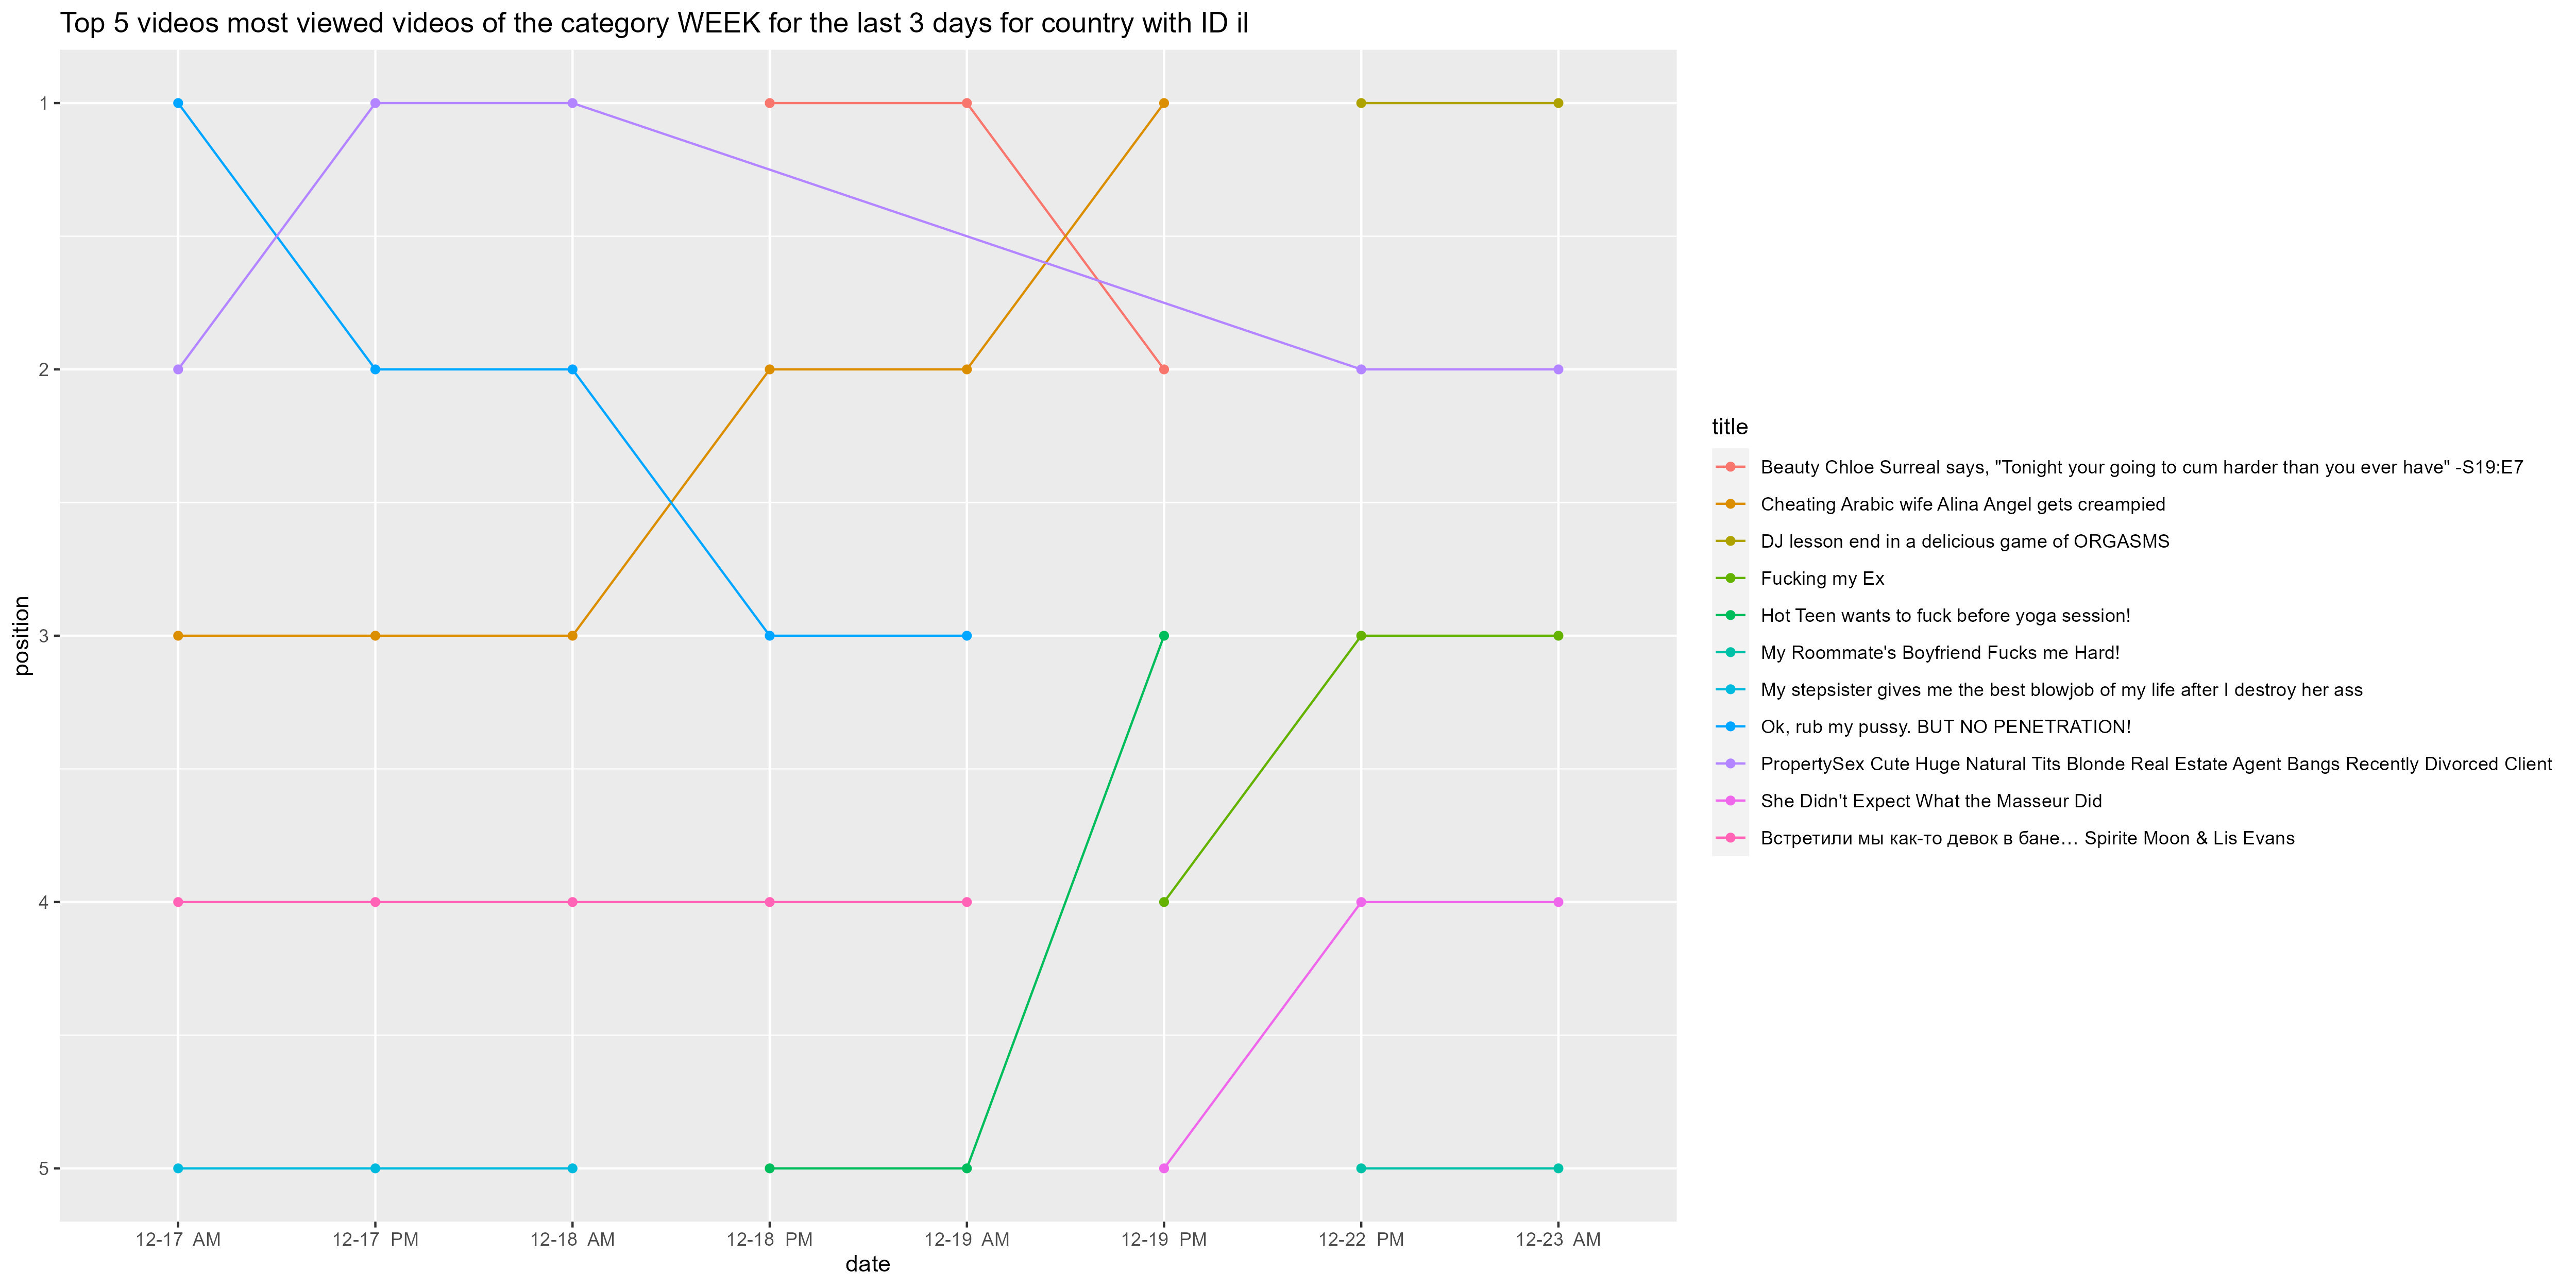 Top 5 videos most viewed videos of the category WEEK for the last 3 days for country with ID il
position
1
2
3
4
5
12-17 AM
12-17 PM
12-18 AM
12-18 PM
12-19 AM
12-19 PM
12-22 PM
12-23 AM
date
title
Beauty Chloe Surreal says, "Tonight your going to cum harder than you ever have" -S19:E7
Cheating Arabic wife Alina Angel gets creampied
DJ lesson end in a delicious game of ORGASMS
Fucking my Ex
Hot Teen wants to fuck before yoga session!
My Roommate's Boyfriend Fucks me Hard!
My stepsister gives me the best blowjob of my life after I destroy her ass
Ok, rub my pussy. BUT NO PENETRATION!
PropertySex Cute Huge Natural Tits Blonde Real Estate Agent Bangs Recently Divorced Client
She Didn't Expect What the Masseur Did
Встретили мы как-то девок в бане… Spirite Moon & Lis Evans